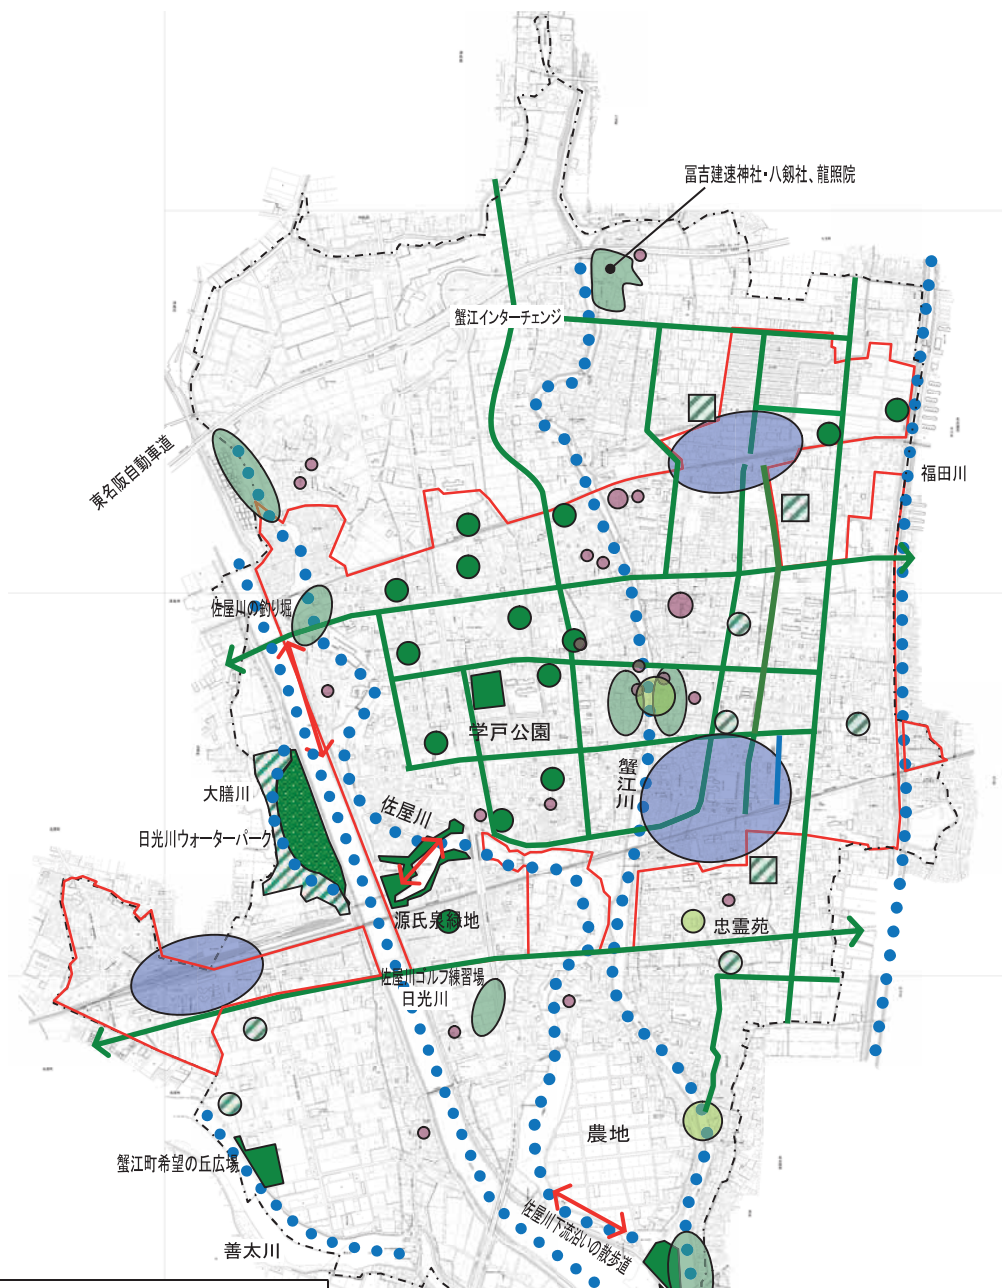 冨吉建速神社・八剱社、龍照院
蟹江インターチェンジ
東名阪自動車道
福田川
佐屋川の釣り堀
学戸公園
蟹江川
大膳川
佐屋川
日光川ウォーターパーク
源氏泉緑地
忠霊苑
佐屋川ゴルフ練習場
日光川
農地
蟹江町希望の丘広場
佐屋川下流沿いの散歩道
善太川